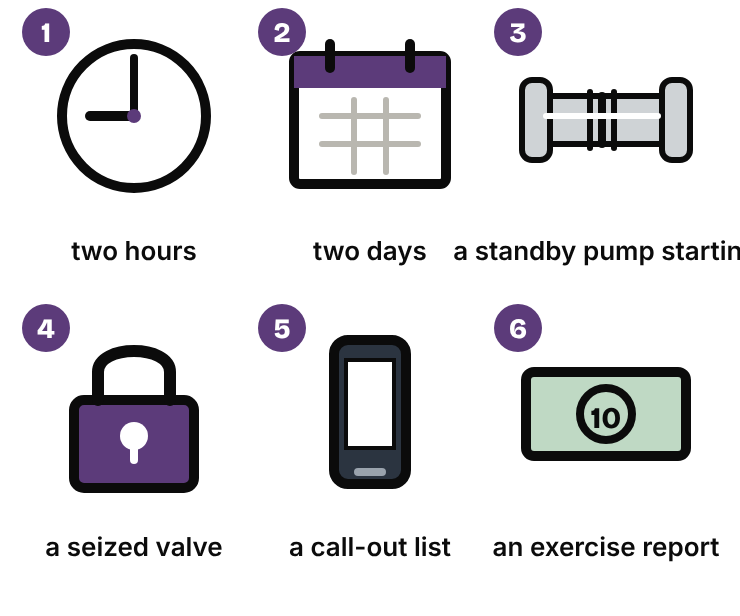 1
2
3
two hours
two days
a standby pump startin
4
5
6
10
a seized valve
a call-out list
an exercise report